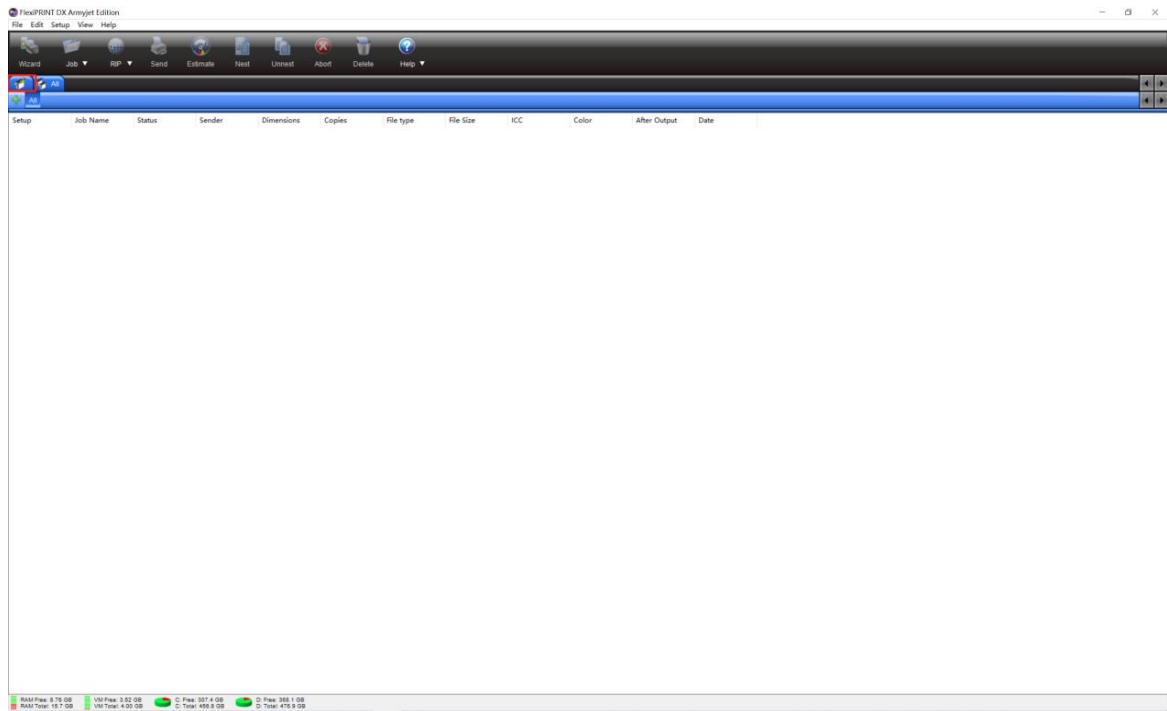 FlexiPRINT DX Armyjet Edition
File Edit Setup View Help
Wizard Job RIP Send Estimate Nest Unnest Abort Delete Help
All
All
Setup Job Name Status Sender Dimensions Copies File type File Size ICC Color After Output Date
RAM Free: 8.76 GB VM Free: 3.52 GB C: Free: 307.4 GB D: Free: 368.1 GB
RAM Total: 15.7 GB VM Total: 4.00 GB C: Total: 456.8 GB D: Total: 476.9 GB